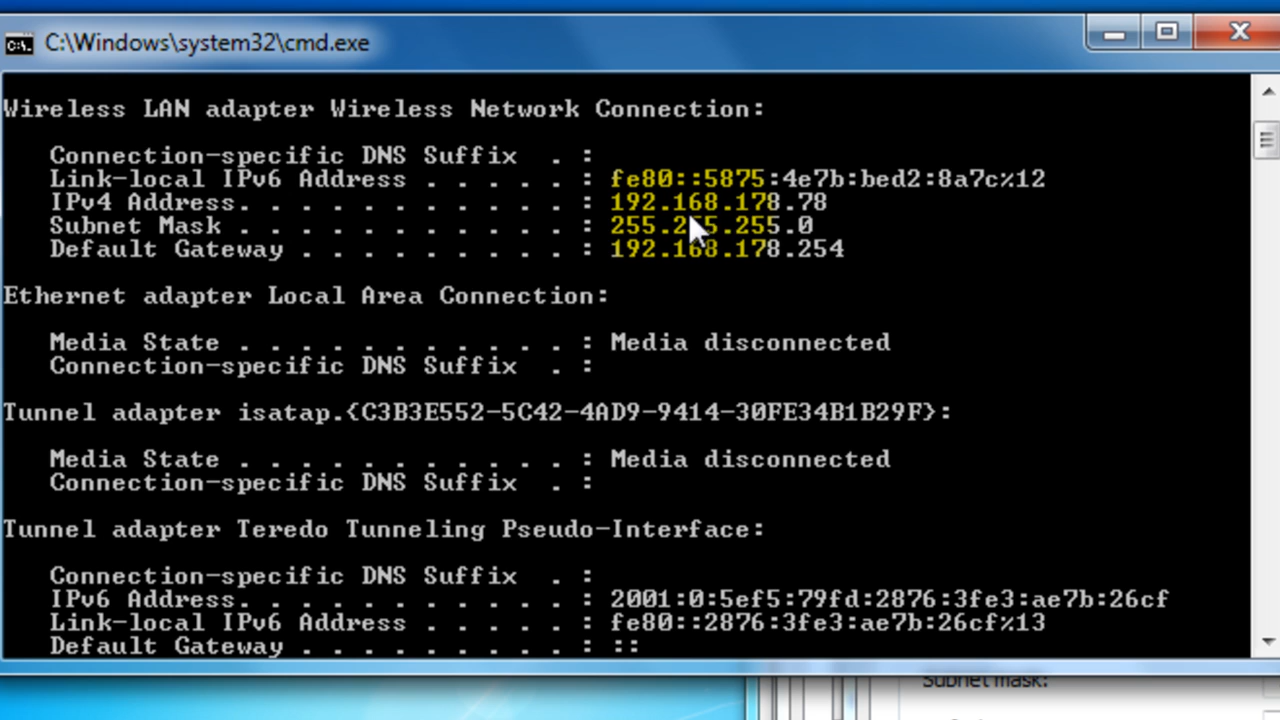 C:\Windows\system32\cmd.exe
Wireless LAN adapter Wireless Network Connection:
Connection-specific DNS Suffix . :
Link-local IPv6 Address . . . . . : fe80::5875:4e7b:bed2:8a7c%12
IPv4 Address. . . . . . . . . . . : 192.168.178.78
Subnet Mask . . . . . . . . . . . : 255.255.255.0
Default Gateway . . . . . . . . . : 192.168.178.254
Ethernet adapter Local Area Connection:
Media State . . . . . . . . . . . : Media disconnected
Connection-specific DNS Suffix . :
Tunnel adapter isatap.{C3B3E552-5C42-4AD9-9414-30FE34B1B29F}:
Media State . . . . . . . . . . . : Media disconnected
Connection-specific DNS Suffix . :
Tunnel adapter Teredo Tunneling Pseudo-Interface:
Connection-specific DNS Suffix . :
IPv6 Address. . . . . . . . . . . : 2001:0:5ef5:79fd:2876:3fe3:ae7b:26cf
Link-local IPv6 Address . . . . . : fe80::2876:3fe3:ae7b:26cf%13
Default Gateway . . . . . . . . . : ::
Subnet mask: